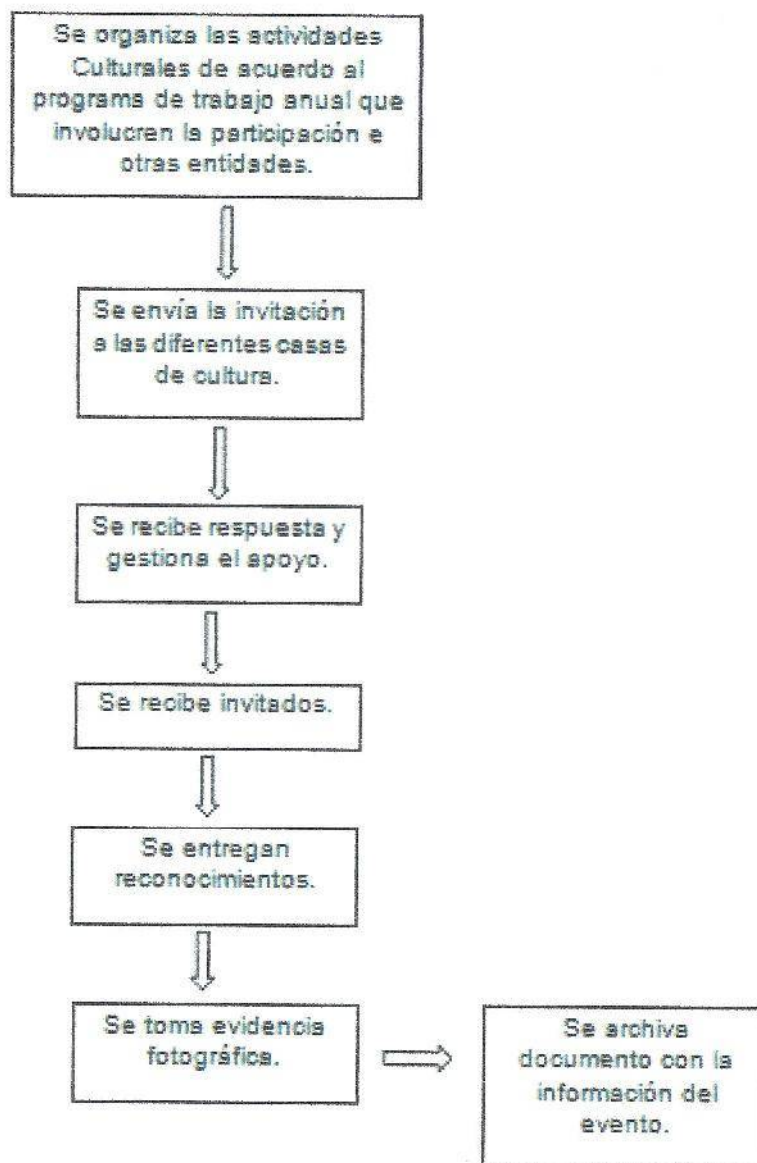 Se organiza las actividades
Culturales de acuerdo al
programa de trabajo anual que
involucren la participación e
otras entidades.
Se envía la invitación
a las diferentes casas
de cultura.
Se recibe respuesta y
gestiona el apoyo.
Se recibe invitados.
Se entregan
reconocimientos.
Se toma evidencia
fotográfica.
Se archiva
documento con la
información del
evento.